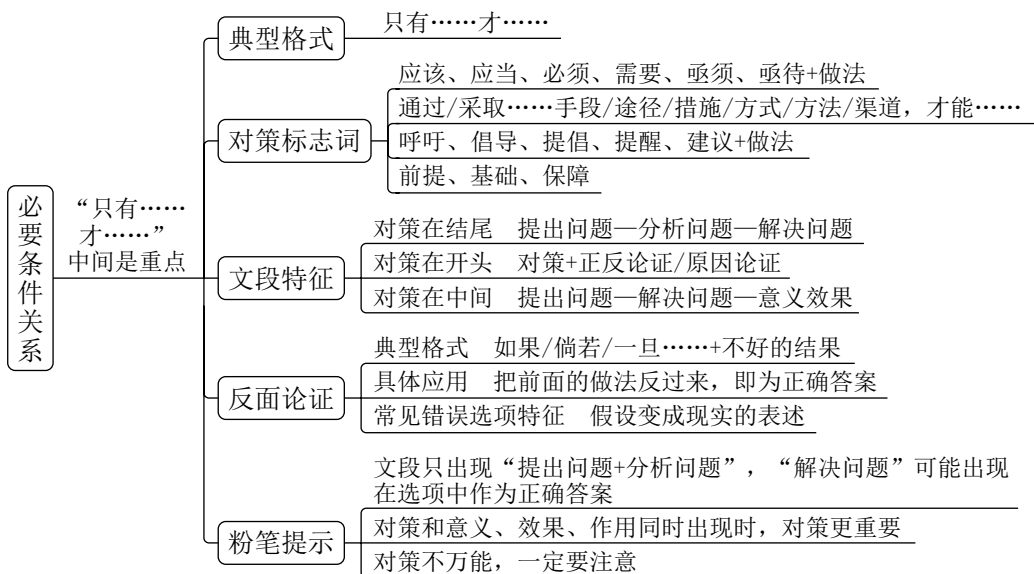 必要条件关系
“只有……
才……”
中间是重点
典型格式
只有……才……
对策标志词
应该、应当、必须、需要、亟须、亟待+做法
通过/采取……手段/途径/措施/方式/方法/渠道，才能……
呼吁、倡导、提倡、提醒、建议+做法
前提、基础、保障
文段特征
对策在结尾　提出问题—分析问题—解决问题
对策在开头　对策+正反论证/原因论证
对策在中间　提出问题—解决问题—意义效果
反面论证
典型格式　如果/倘若/一旦……+不好的结果
具体应用　把前面的做法反过来，即为正确答案
常见错误选项特征　假设变成现实的表述
粉笔提示
文段只出现“提出问题+分析问题”，“解决问题”可能出现
在选项中作为正确答案
对策和意义、效果、作用同时出现时，对策更重要
对策不万能，一定要注意